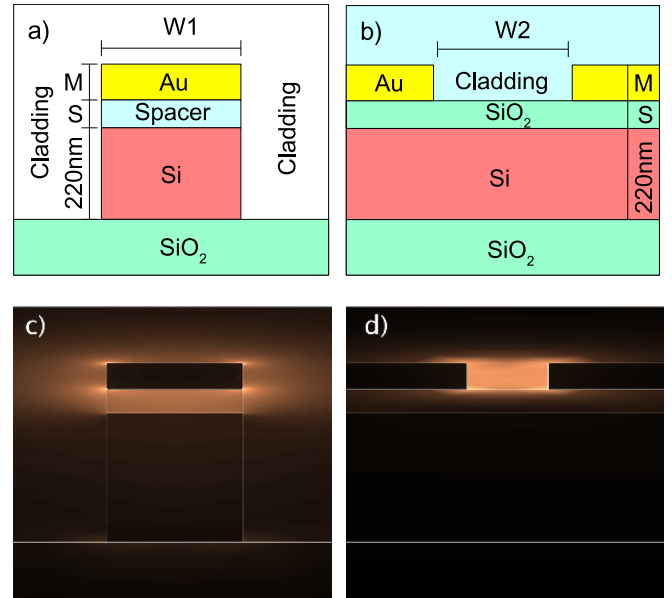 a)
W1
Cladding
M
Au
Cladding
S
Spacer
220nm
Si
SiO₂
b)
W2
Au
Cladding
M
SiO₂
S
Si
220nm
SiO₂
c)
d)